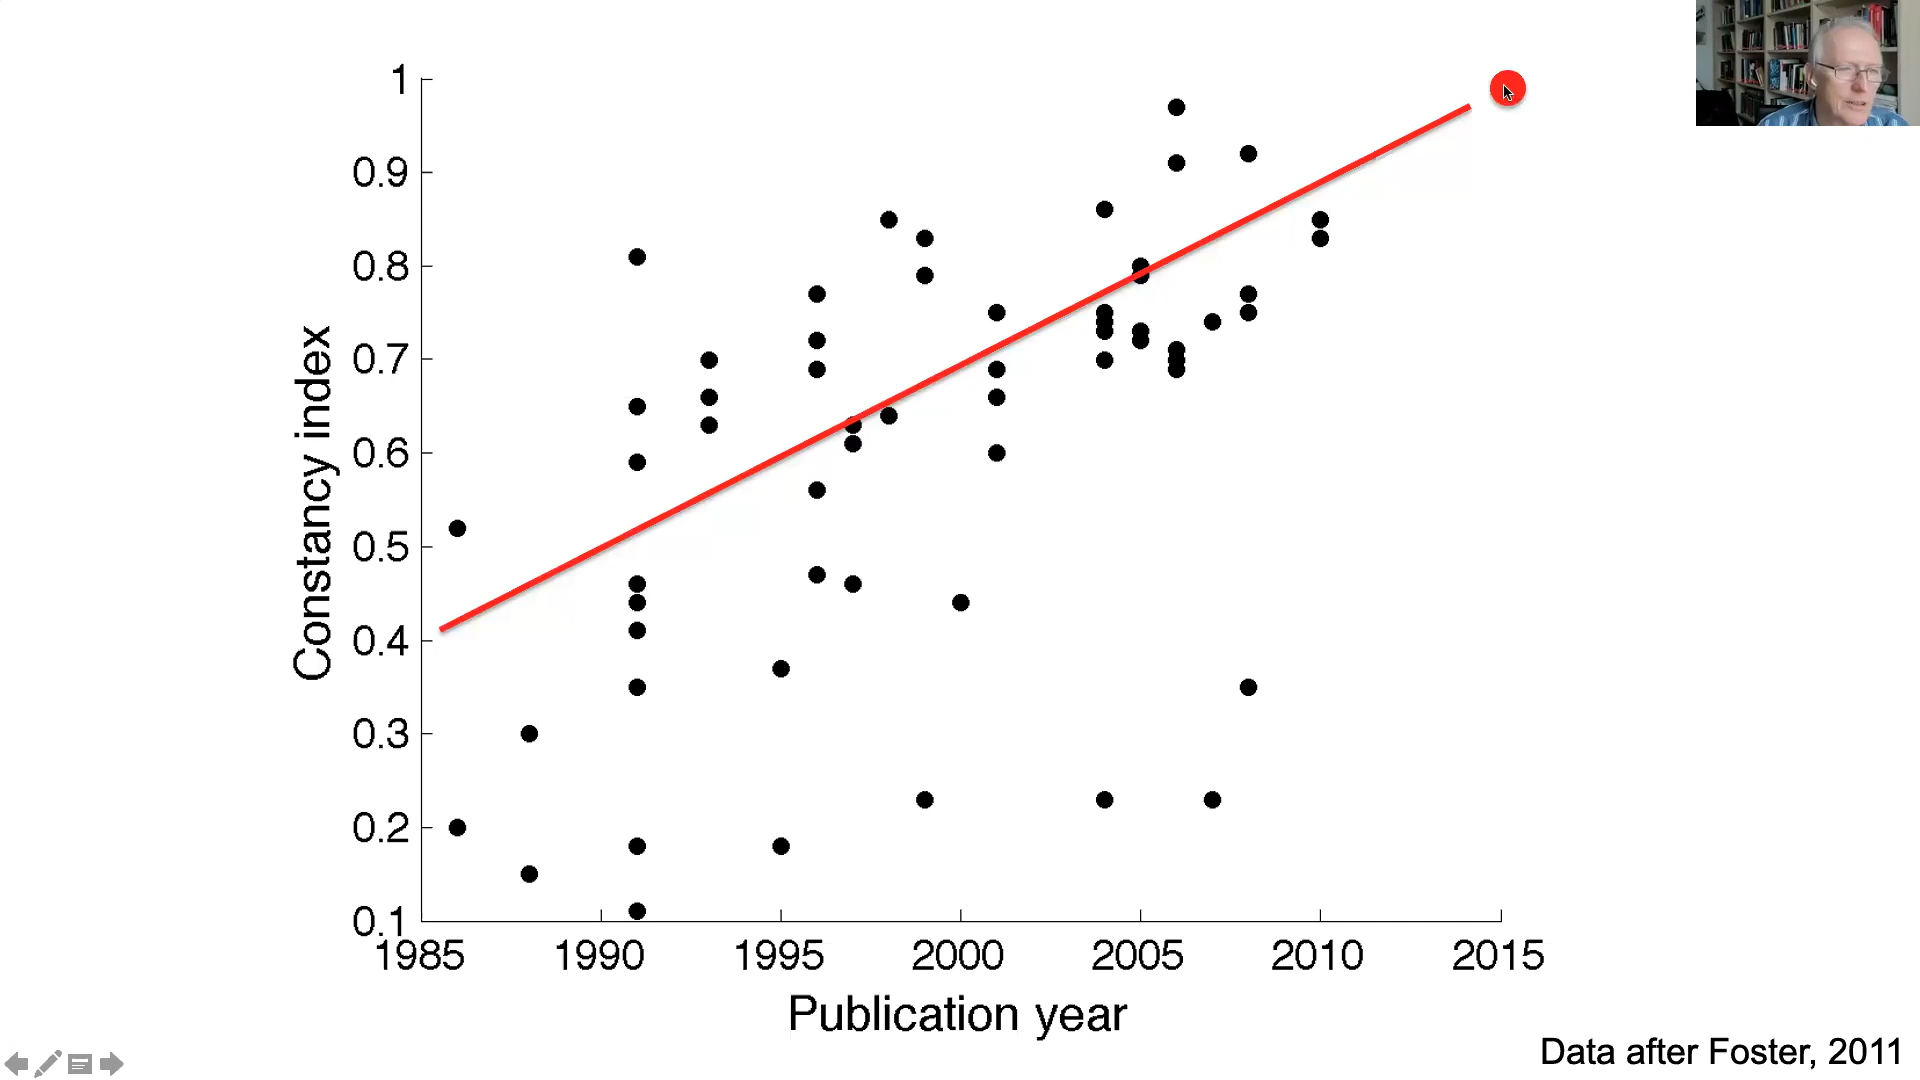 1
0.9
0.8
0.7
0.6
0.5
0.4
0.3
0.2
0.1
Constancy index
1985 1990 1995 2000 2005 2010 2015
Publication year
Data after Foster, 2011